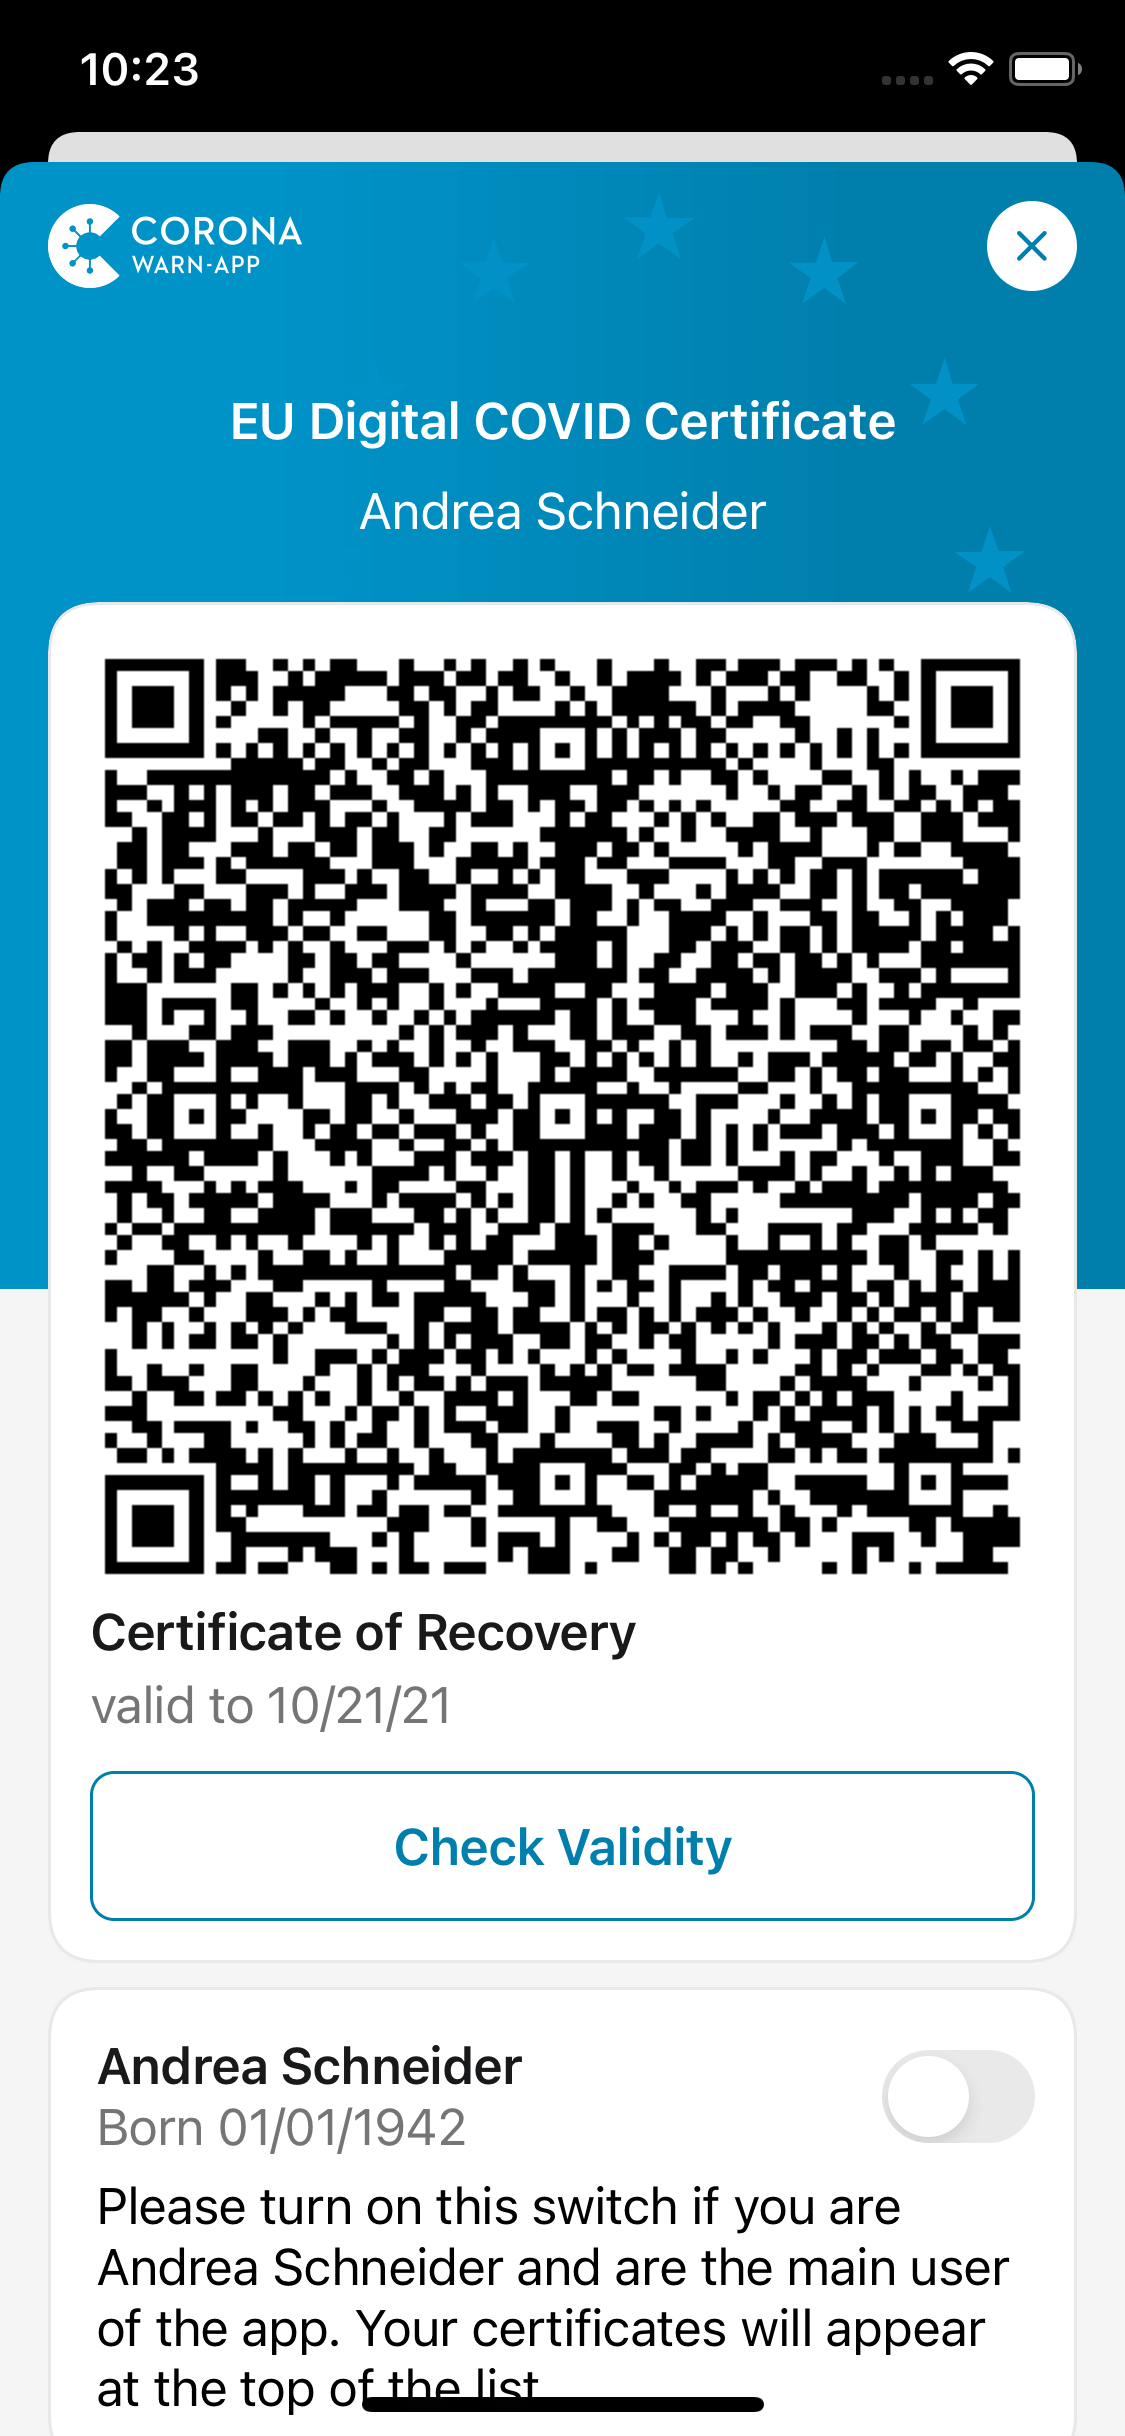 10:23
CORONA
WARN-APP
EU Digital COVID Certificate
Andrea Schneider
Certificate of Recovery
valid to 10/21/21
Check Validity
Andrea Schneider
Born 01/01/1942
Please turn on this switch if you are
Andrea Schneider and are the main user
of the app. Your certificates will appear
at the top of the list